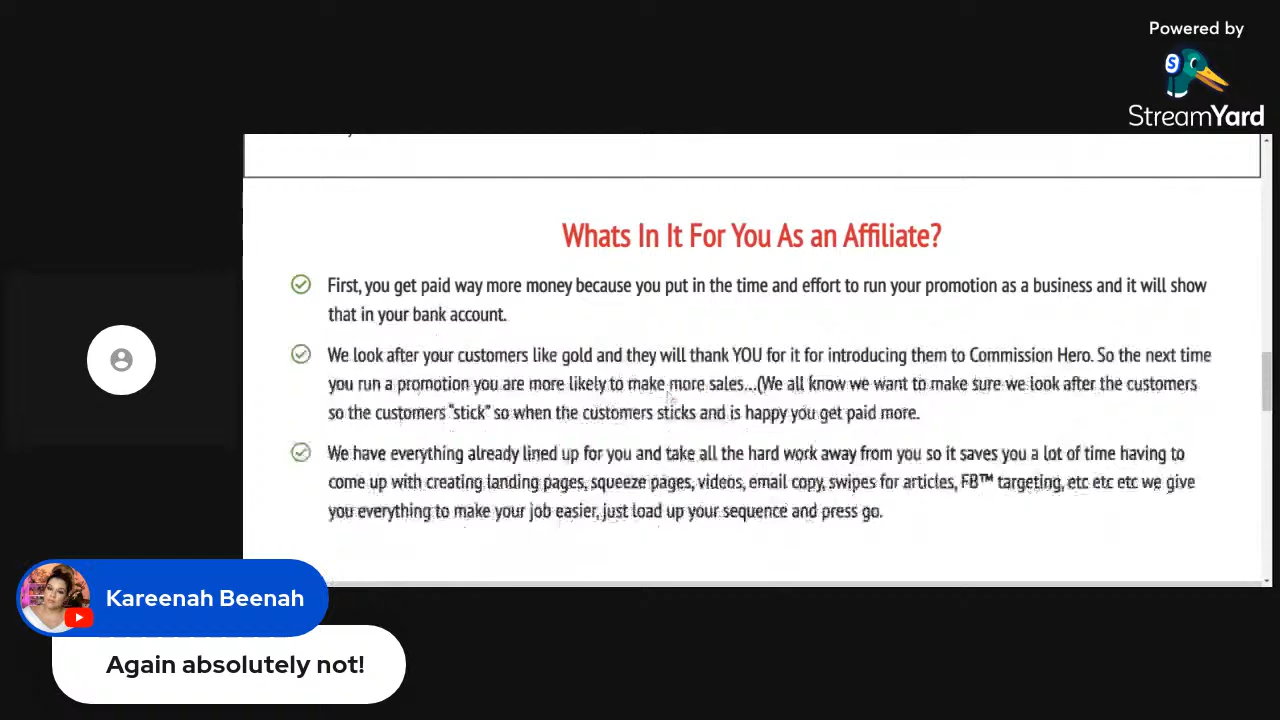 Powered by
StreamYard
Whats In It For You As an Affiliate?
First, you get paid way more money because you put in the time and effort to run your promotion as a business and it will show
that in your bank account.
We look after your customers like gold and they will thank YOU for it for introducing them to Commission Hero. So the next time
you run a promotion you are more likely to make more sales...(We all know we want to make sure we look after the customers
so the customers "stick" so when the customers sticks and is happy you get paid more.
We have everything already lined up for you and take all the hard work away from you so it saves you a lot of time having to
come up with creating landing pages, squeeze pages, videos, email copy, swipes for articles, FB™ targeting, etc etc etc we give
you everything to make your job easier, just load up your sequence and press go.
Kareenah Beenah
Again absolutely not!